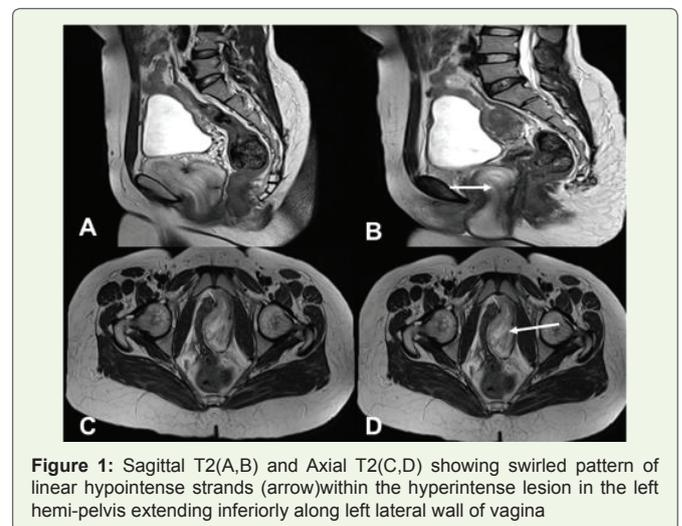 A
B
C
D
Figure 1: Sagittal T2(A,B) and Axial T2(C,D) showing swirled pattern of
linear hypointense strands (arrow)within the hyperintense lesion in the left
hemi-pelvis extending inferiorly along left lateral wall of vagina